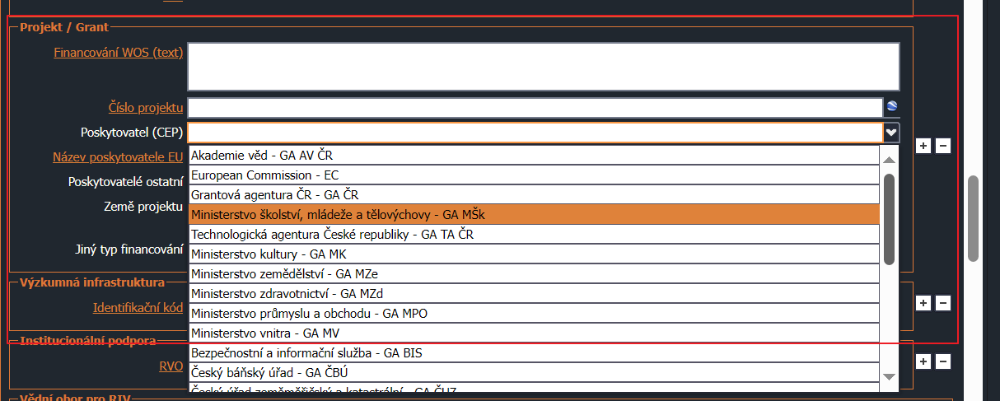 Projekt / Grant
Financování WOS (text)
Číslo projektu
Poskytovatel (CEP)
Název poskytovatele EU
Poskytovatelé ostatní
Země projektu
Jiný typ financování
Akademie věd - GA AV ČR
European Commission - EC
Grantová agentura ČR - GA ČR
Ministerstvo školství, mládeže a tělovýchovy - GA MŠk
Technologická agentura České republiky - GA TA ČR
Ministerstvo kultury - GA MK
Ministerstvo zemědělství - GA MZe
Ministerstvo zdravotnictví - GA MZd
Ministerstvo průmyslu a obchodu - GA MPO
Ministerstvo vnitra - GA MV
Bezpečnostní a informační služba - GA BIS
Český báňský úřad - GA ČBÚ
Český úřad zeměměřičský a katastrální - GA ČÚZ
Výzkumná infrastruktura
Identifikační kód
Institucionální podpora
RVO
Vědní obor pro RIV